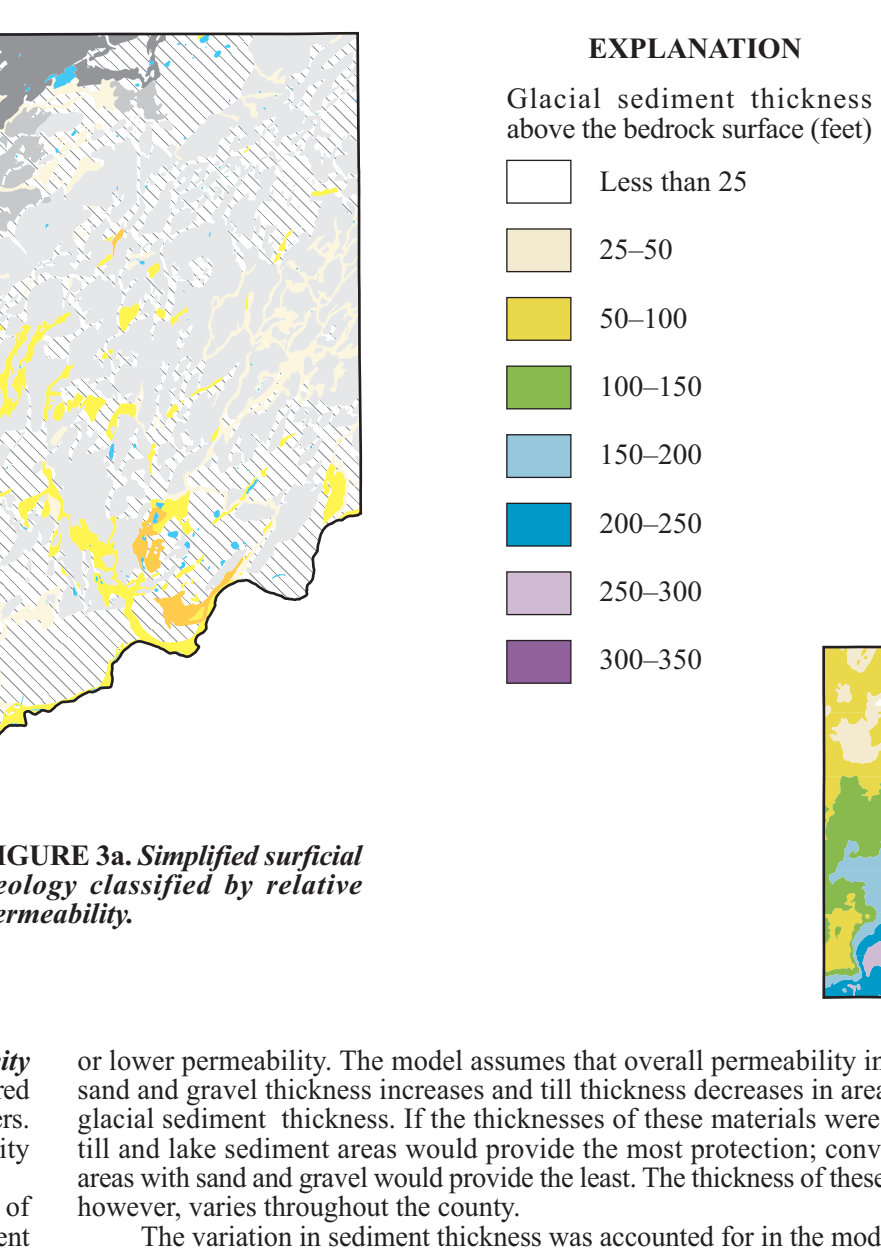 EXPLANATION
Glacial sediment thickness
above the bedrock surface (feet)
Less than 25
25–50
50–100
100–150
150–200
200–250
250–300
300–350
IGURE 3a. Simplified surficial
eology classified by relative
ermeability.
ity
red
ers.
ity
of
ent
or lower permeability. The model assumes that overall permeability in
sand and gravel thickness increases and till thickness decreases in area
glacial sediment thickness. If the thicknesses of these materials were
till and lake sediment areas would provide the most protection; conv
areas with sand and gravel would provide the least. The thickness of these
however, varies throughout the county.
The variation in sediment thickness was accounted for in the mod